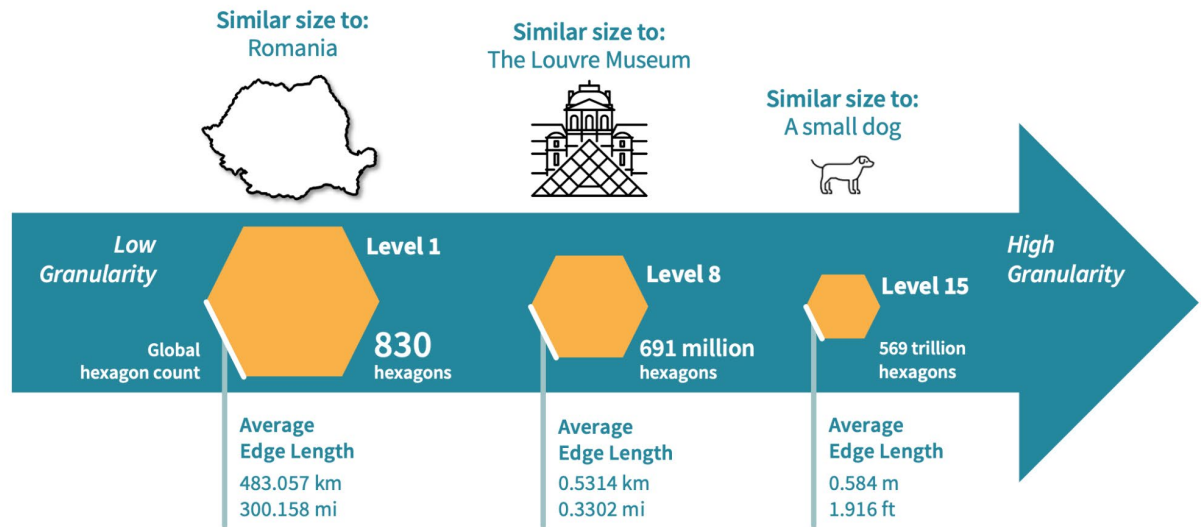 Similar size to:
Romania
Similar size to:
The Louvre Museum
Similar size to:
A small dog
Low
Granularity
Level 1
Global
hexagon count
830
hexagons
Level 8
691 million
hexagons
Level 15
569 trillion
hexagons
High
Granularity
Average
Edge Length
483.057 km
300.158 mi
Average
Edge Length
0.5314 km
0.3302 mi
Average
Edge Length
0.584 m
1.916 ft